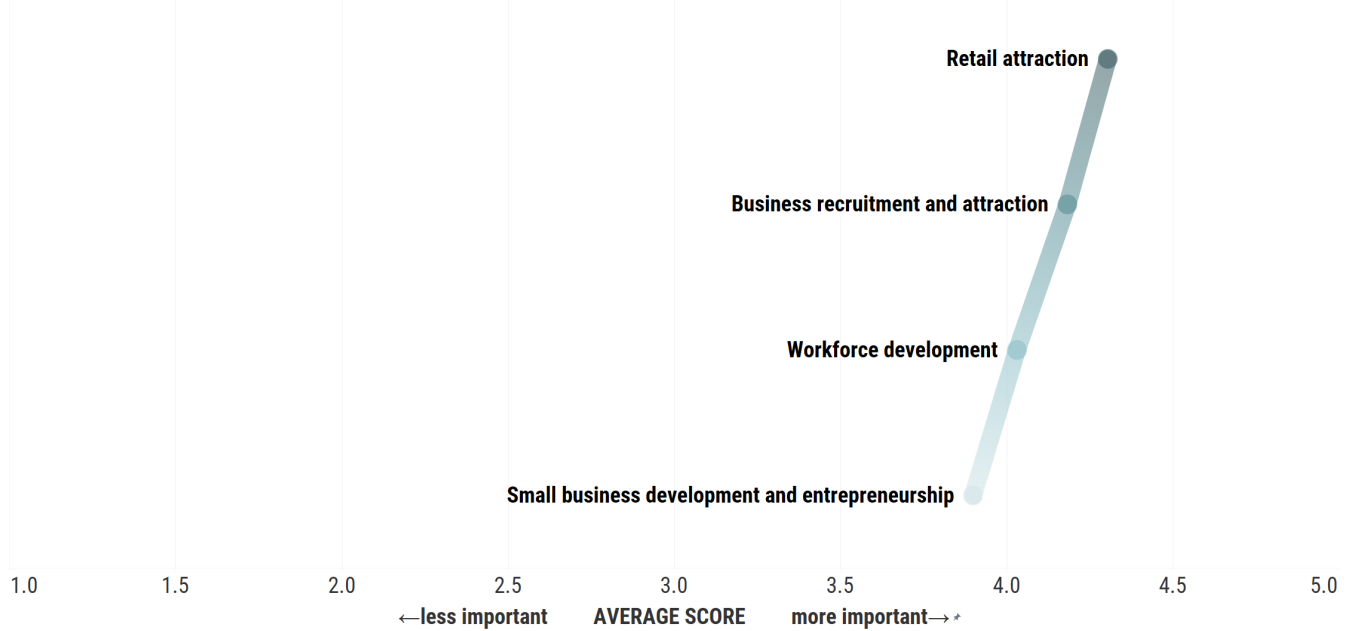 Retail attraction
Business recruitment and attraction
Workforce development
Small business development and entrepreneurship
1.0 1.5 2.0 2.5 3.0 3.5 4.0 4.5 5.0
←less important AVERAGE SCORE more important→